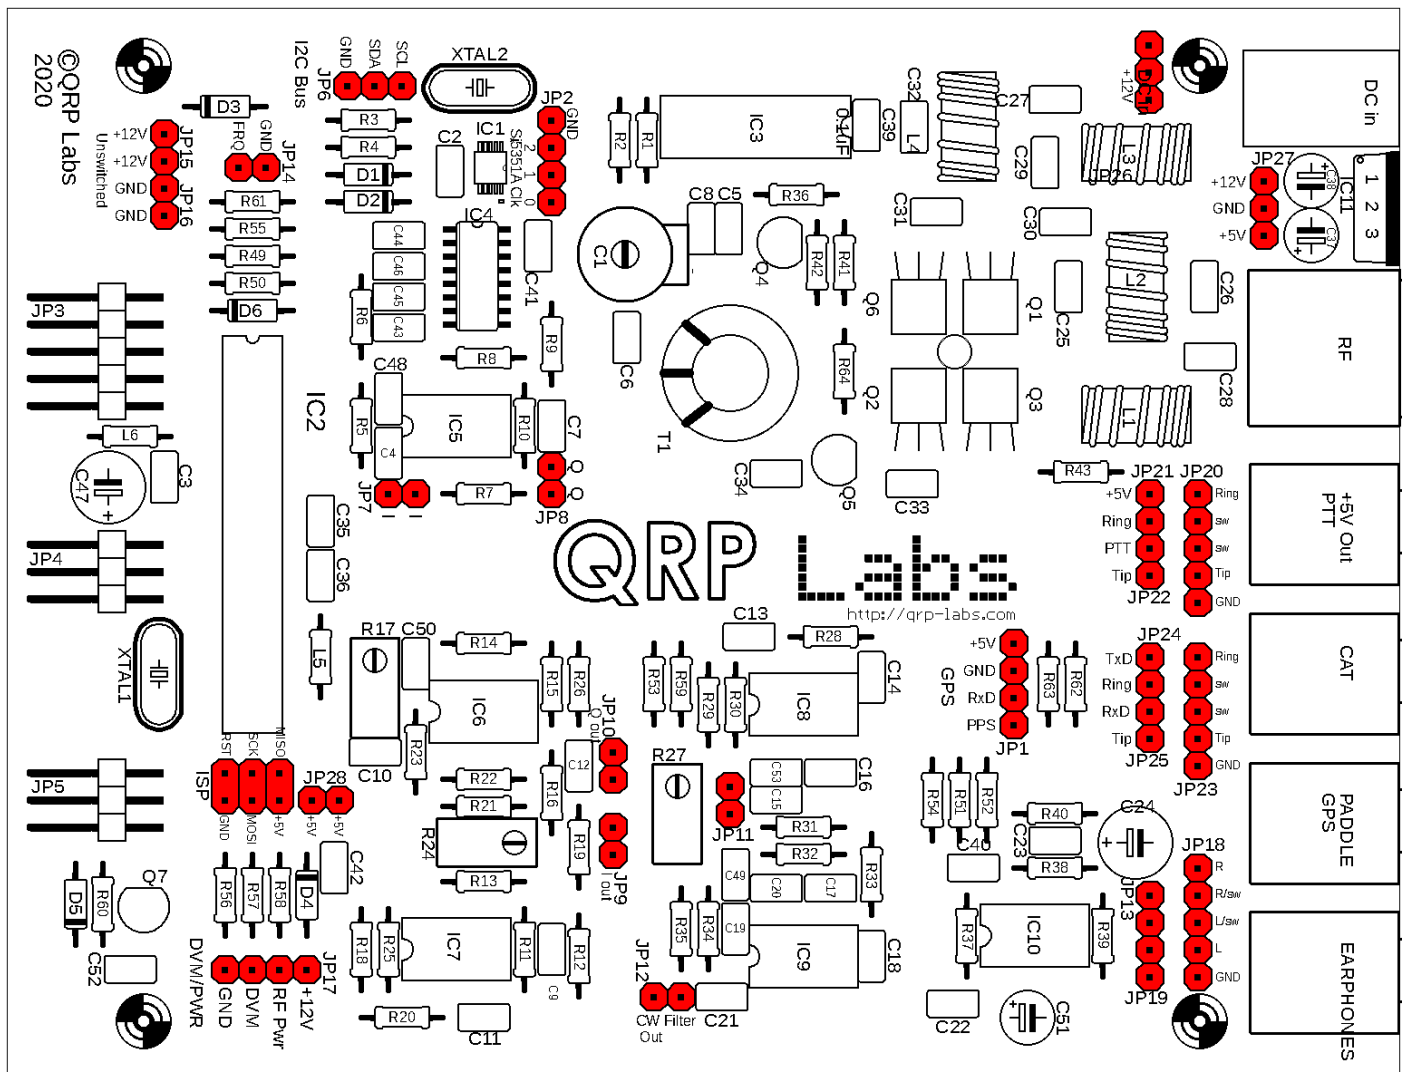 ©QRP Labs
2020
D3
+12V
+12V
GND
GND
Unswitched
JP15
JP16
FRQ
GND
JP14
R61
R55
R49
R50
D6
I2C Bus
GND
SDA
SCL
JP6
XTAL2
R3
R4
D1
D2
C2
IC1
Si5351A Clk
JP2
GND
2
1
0
IC4
C44
C46
C45
C43
R6
C41
R9
R8
C48
R5
C4
IC5
R10
C7
JP7
I
I
R7
Q
Q
JP8
IC2
JP3
L6
C47
+
C3
JP4
XTAL1
JP5
C35
C36
L5
R2
R1
IC3
0.1uF
C39
C32
L4
C27
C29
C31
C30
+12V
L3
JP26
DC in
JP27
+12V
GND
+5V
C38
C37
IC11
1
2
3
C8
C5
R36
C1
Q4
R42
R41
C6
T1
R64
Q6
Q1
Q2
Q3
Q5
C34
C33
C25
C26
L2
C28
L1
RF
R43
JP21
JP20
+5V
Ring
PTT
Tip
JP22
Ring
sw
sw
Tip
GND
+5V Out
PTT
QRP Labs
http://qrp-labs.com
R17
C50
R14
IC6
R15
R26
R23
C10
R22
R21
R16
C12
JP10
Q out
R24
R19
R13
JP9
I out
C13
R28
R53
R59
R29
R30
IC8
C14
R27
C53
C15
C16
JP11
R31
R32
C49
C20
C17
R33
R35
R34
C19
IC9
C18
JP12
CW Filter
Out
C21
GPS
+5V
GND
RxD
PPS
JP1
R63
R62
JP24
TxD
Ring
RxD
Tip
JP25
Ring
sw
sw
Tip
GND
JP23
CAT
R54
R51
R52
C40
R40
C23
R38
C24
+
PADDLE
GPS
JP18
R
R/sw
L/sw
L
GND
JP13
JP19
R37
IC10
R39
C22
+
C51
EARPHONES
RST
SCK
MISO
ISP
GND
MOSI
+5V
JP28
+5V
+5V
C42
R56
R57
R58
D4
D5
R60
Q7
C52
DVM/PWR
GND
DVM
RF Pwr
+12V
JP17
R18
R25
IC7
R11
C9
R12
R20
C11